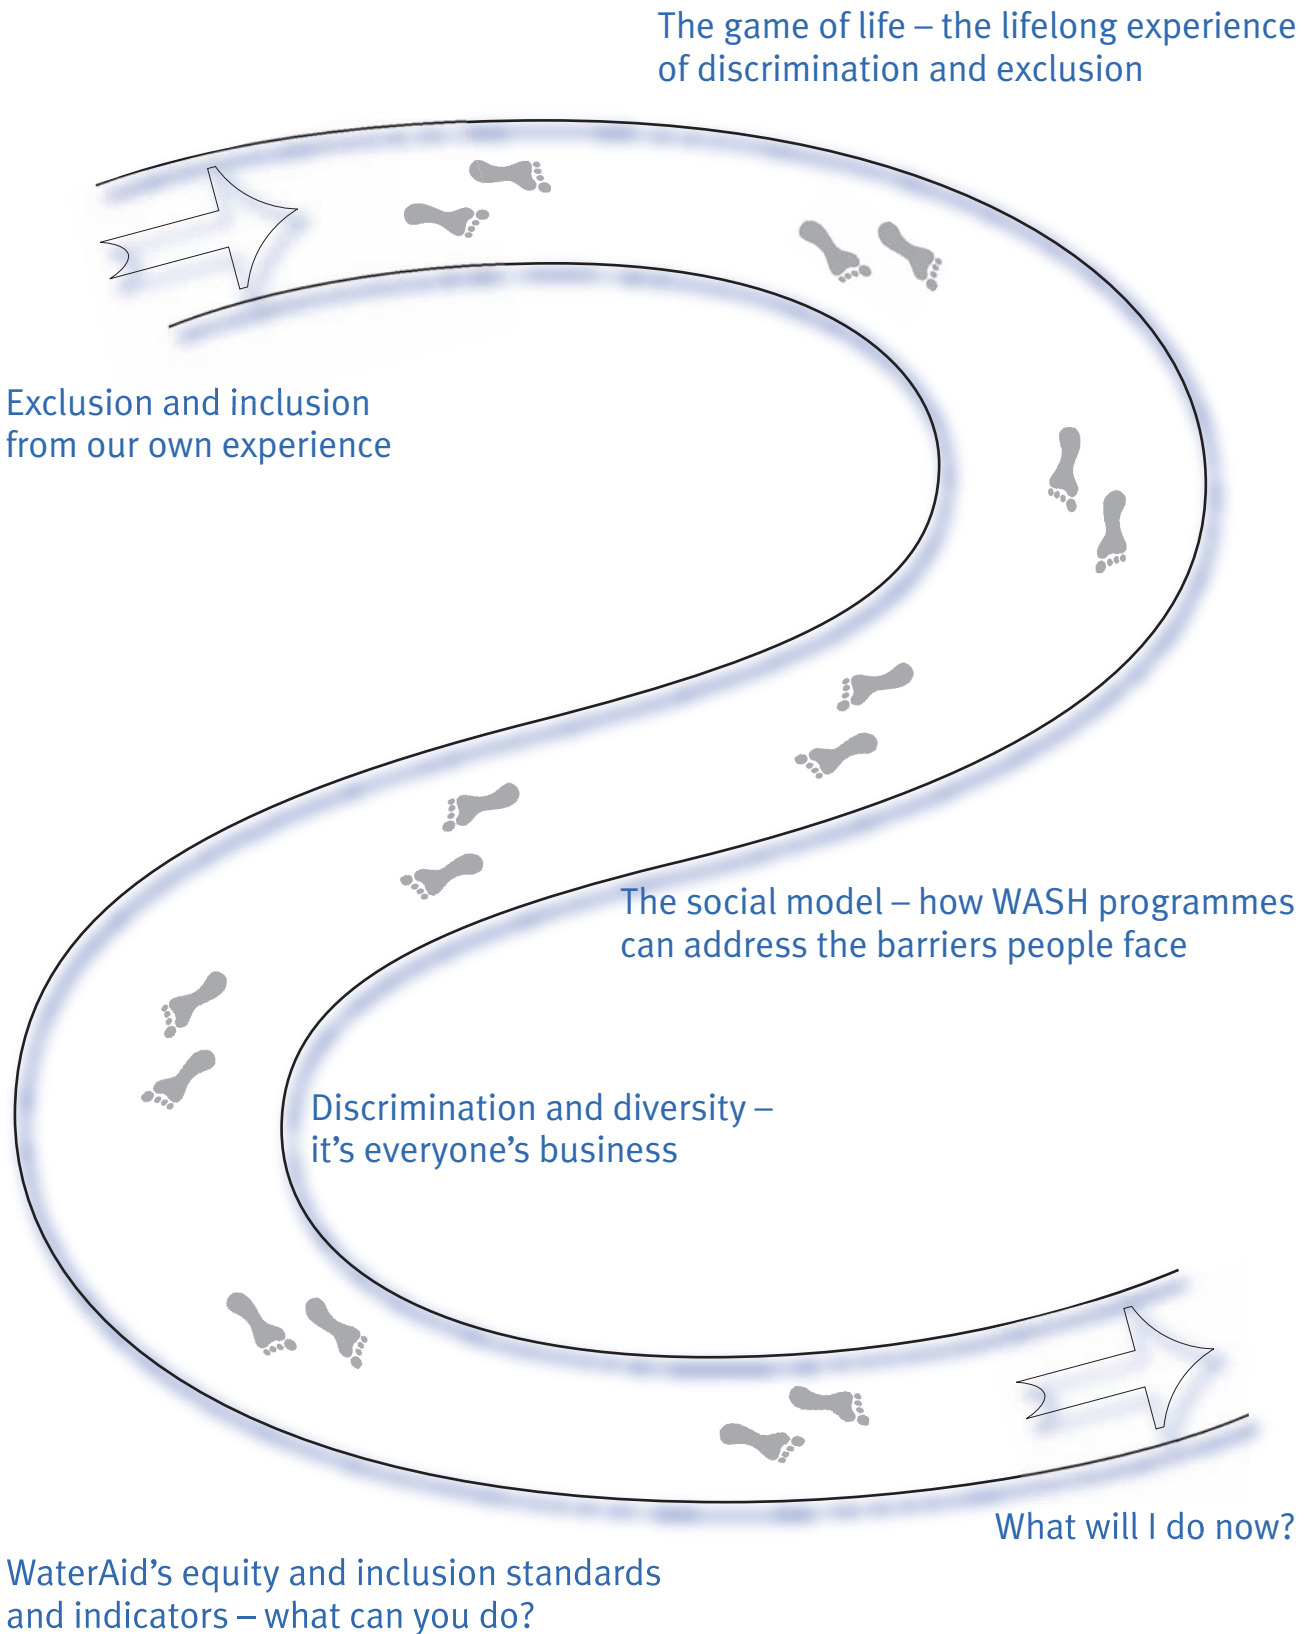 The game of life – the lifelong experience
of discrimination and exclusion
Exclusion and inclusion
from our own experience
The social model – how WASH programmes
can address the barriers people face
Discrimination and diversity –
it’s everyone’s business
What will I do now?
WaterAid’s equity and inclusion standards
and indicators – what can you do?